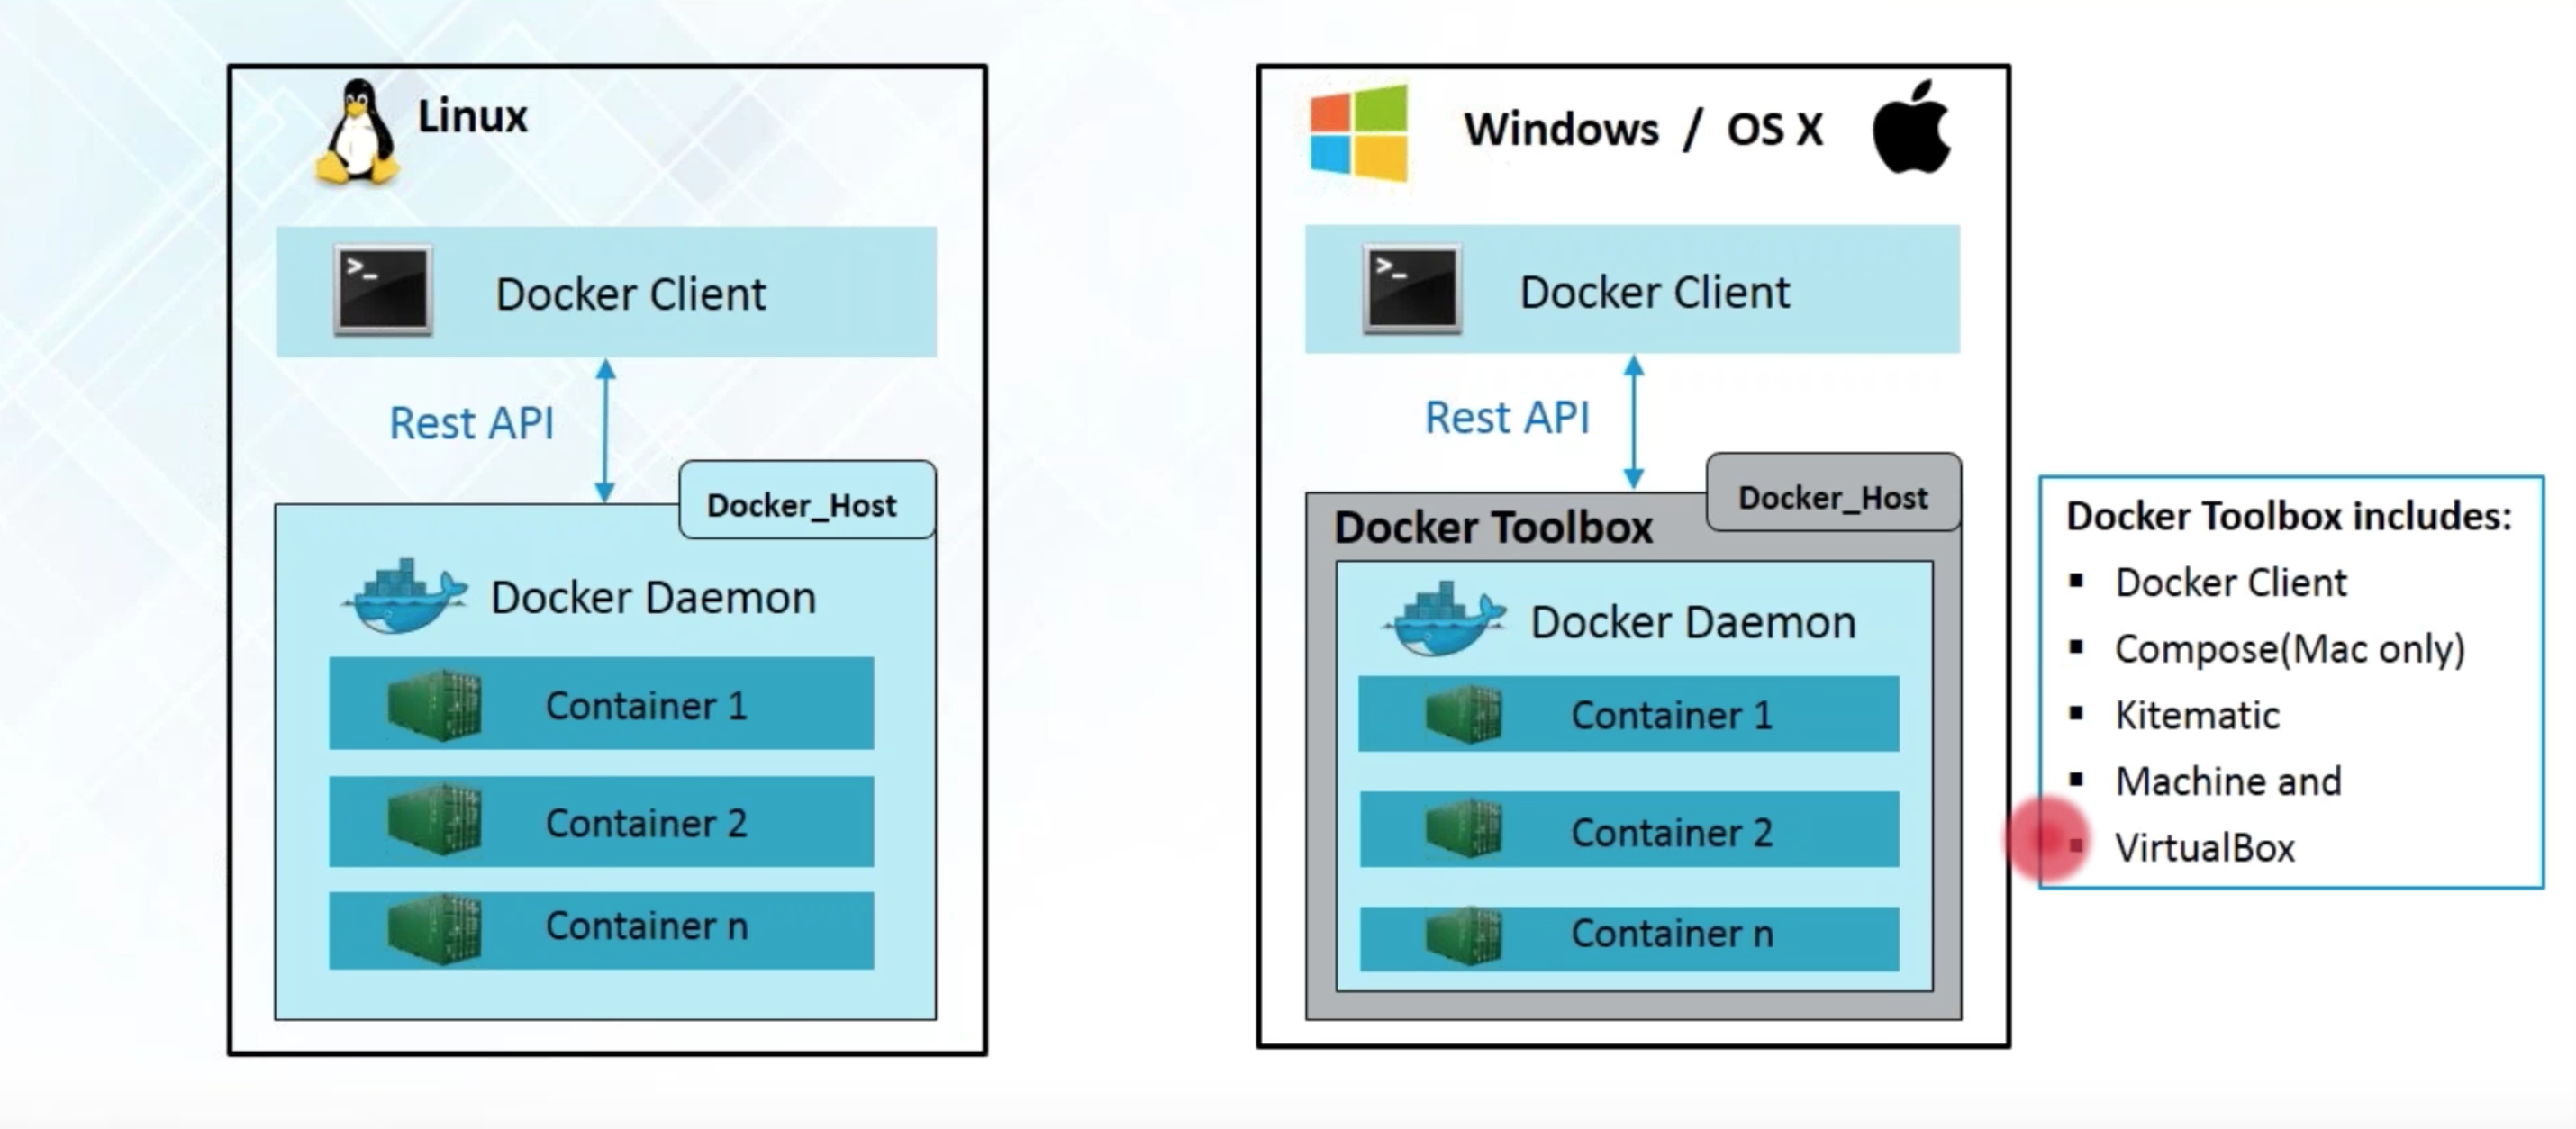 Linux
>_
Docker Client
Rest API
Docker_Host
Docker Daemon
Container 1
Container 2
Container n
Windows / OS X
>_
Docker Client
Rest API
Docker_Host
Docker Toolbox
Docker Daemon
Container 1
Container 2
Container n
Docker Toolbox includes:
▪ Docker Client
▪ Compose(Mac only)
▪ Kitematic
▪ Machine and
▪ VirtualBox